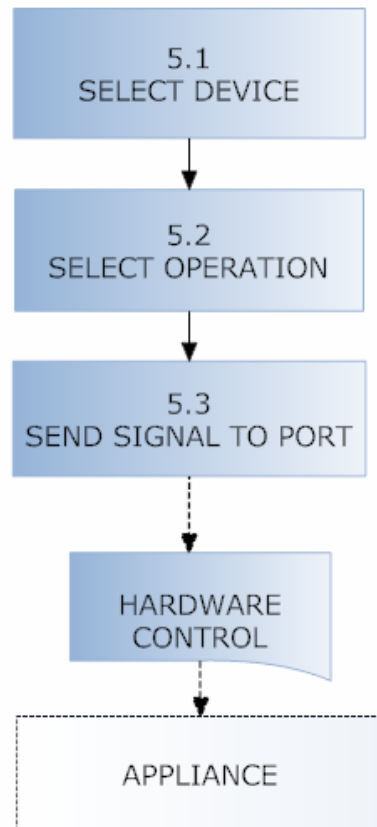 5.1
SELECT DEVICE
5.2
SELECT OPERATION
5.3
SEND SIGNAL TO PORT
HARDWARE
CONTROL
APPLIANCE